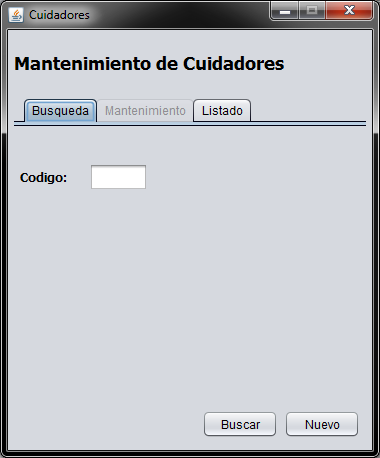 Cuidadores
Mantenimiento de Cuidadores
Busqueda Mantenimiento Listado
Codigo:
Buscar Nuevo